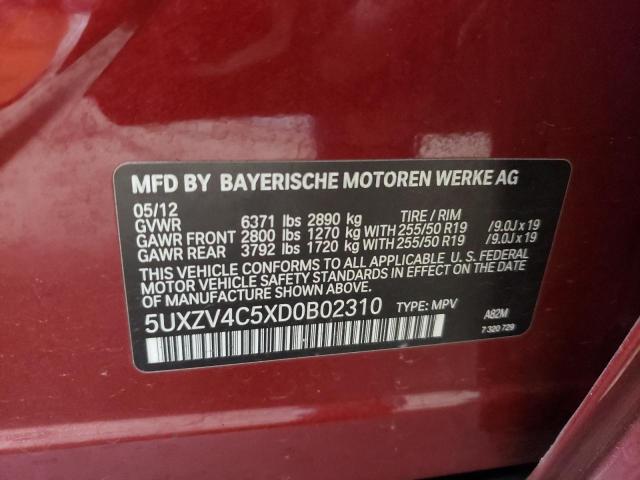 MFD BY BAYERISCHE MOTOREN WERKE AG
05/12
GVWR 6371 lbs 2890 kg TIRE / RIM
GAWR FRONT 2800 lbs 1270 kg WITH 255/50 R19 /9.0J x 19
GAWR REAR 3792 lbs 1720 kg WITH 255/50 R19 /9.0J x 19
THIS VEHICLE CONFORMS TO ALL APPLICABLE U. S. FEDERAL
MOTOR VEHICLE SAFETY STANDARDS IN EFFECT ON THE DATE
OF MANUFACTURE SHOWN ABOVE.
5UXZV4C5XD0B02310 TYPE: MPV A82M
7 320 729